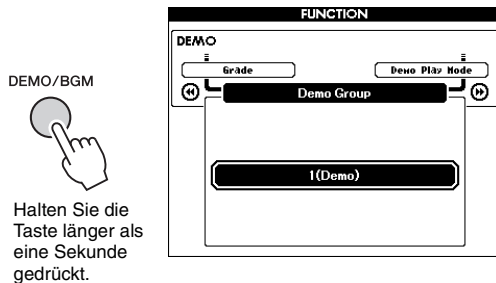 FUNCTION
DEMO
Grade
Demo Play Mode
Demo Group
1(Demo)
DEMO/BGM
Halten Sie die
Taste länger als
eine Sekunde
gedrückt.